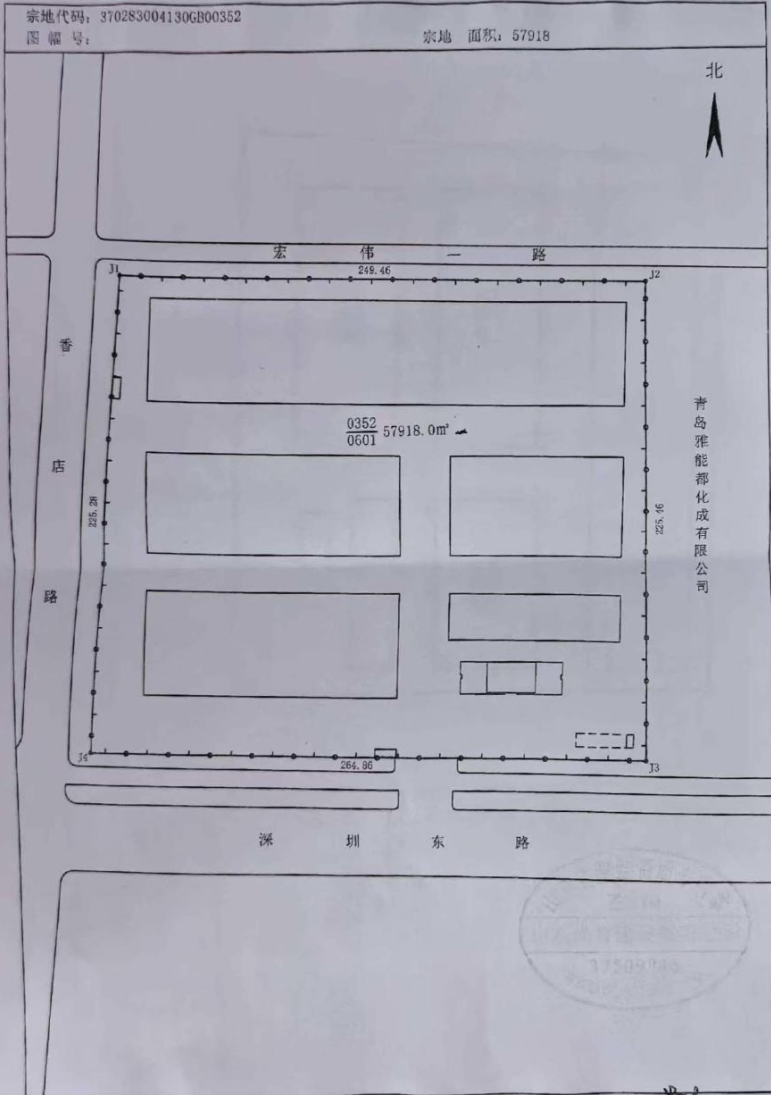 宗地代码: 370283004130GB00352
图幅号:
宗地 面积: 57918
北
宏伟一路
J1
249.46
J2
香店路
0352
0601
57918.0m²
青岛雅能都化成有限公司
225.28
225.46
J4
264.86
J3
深圳东路